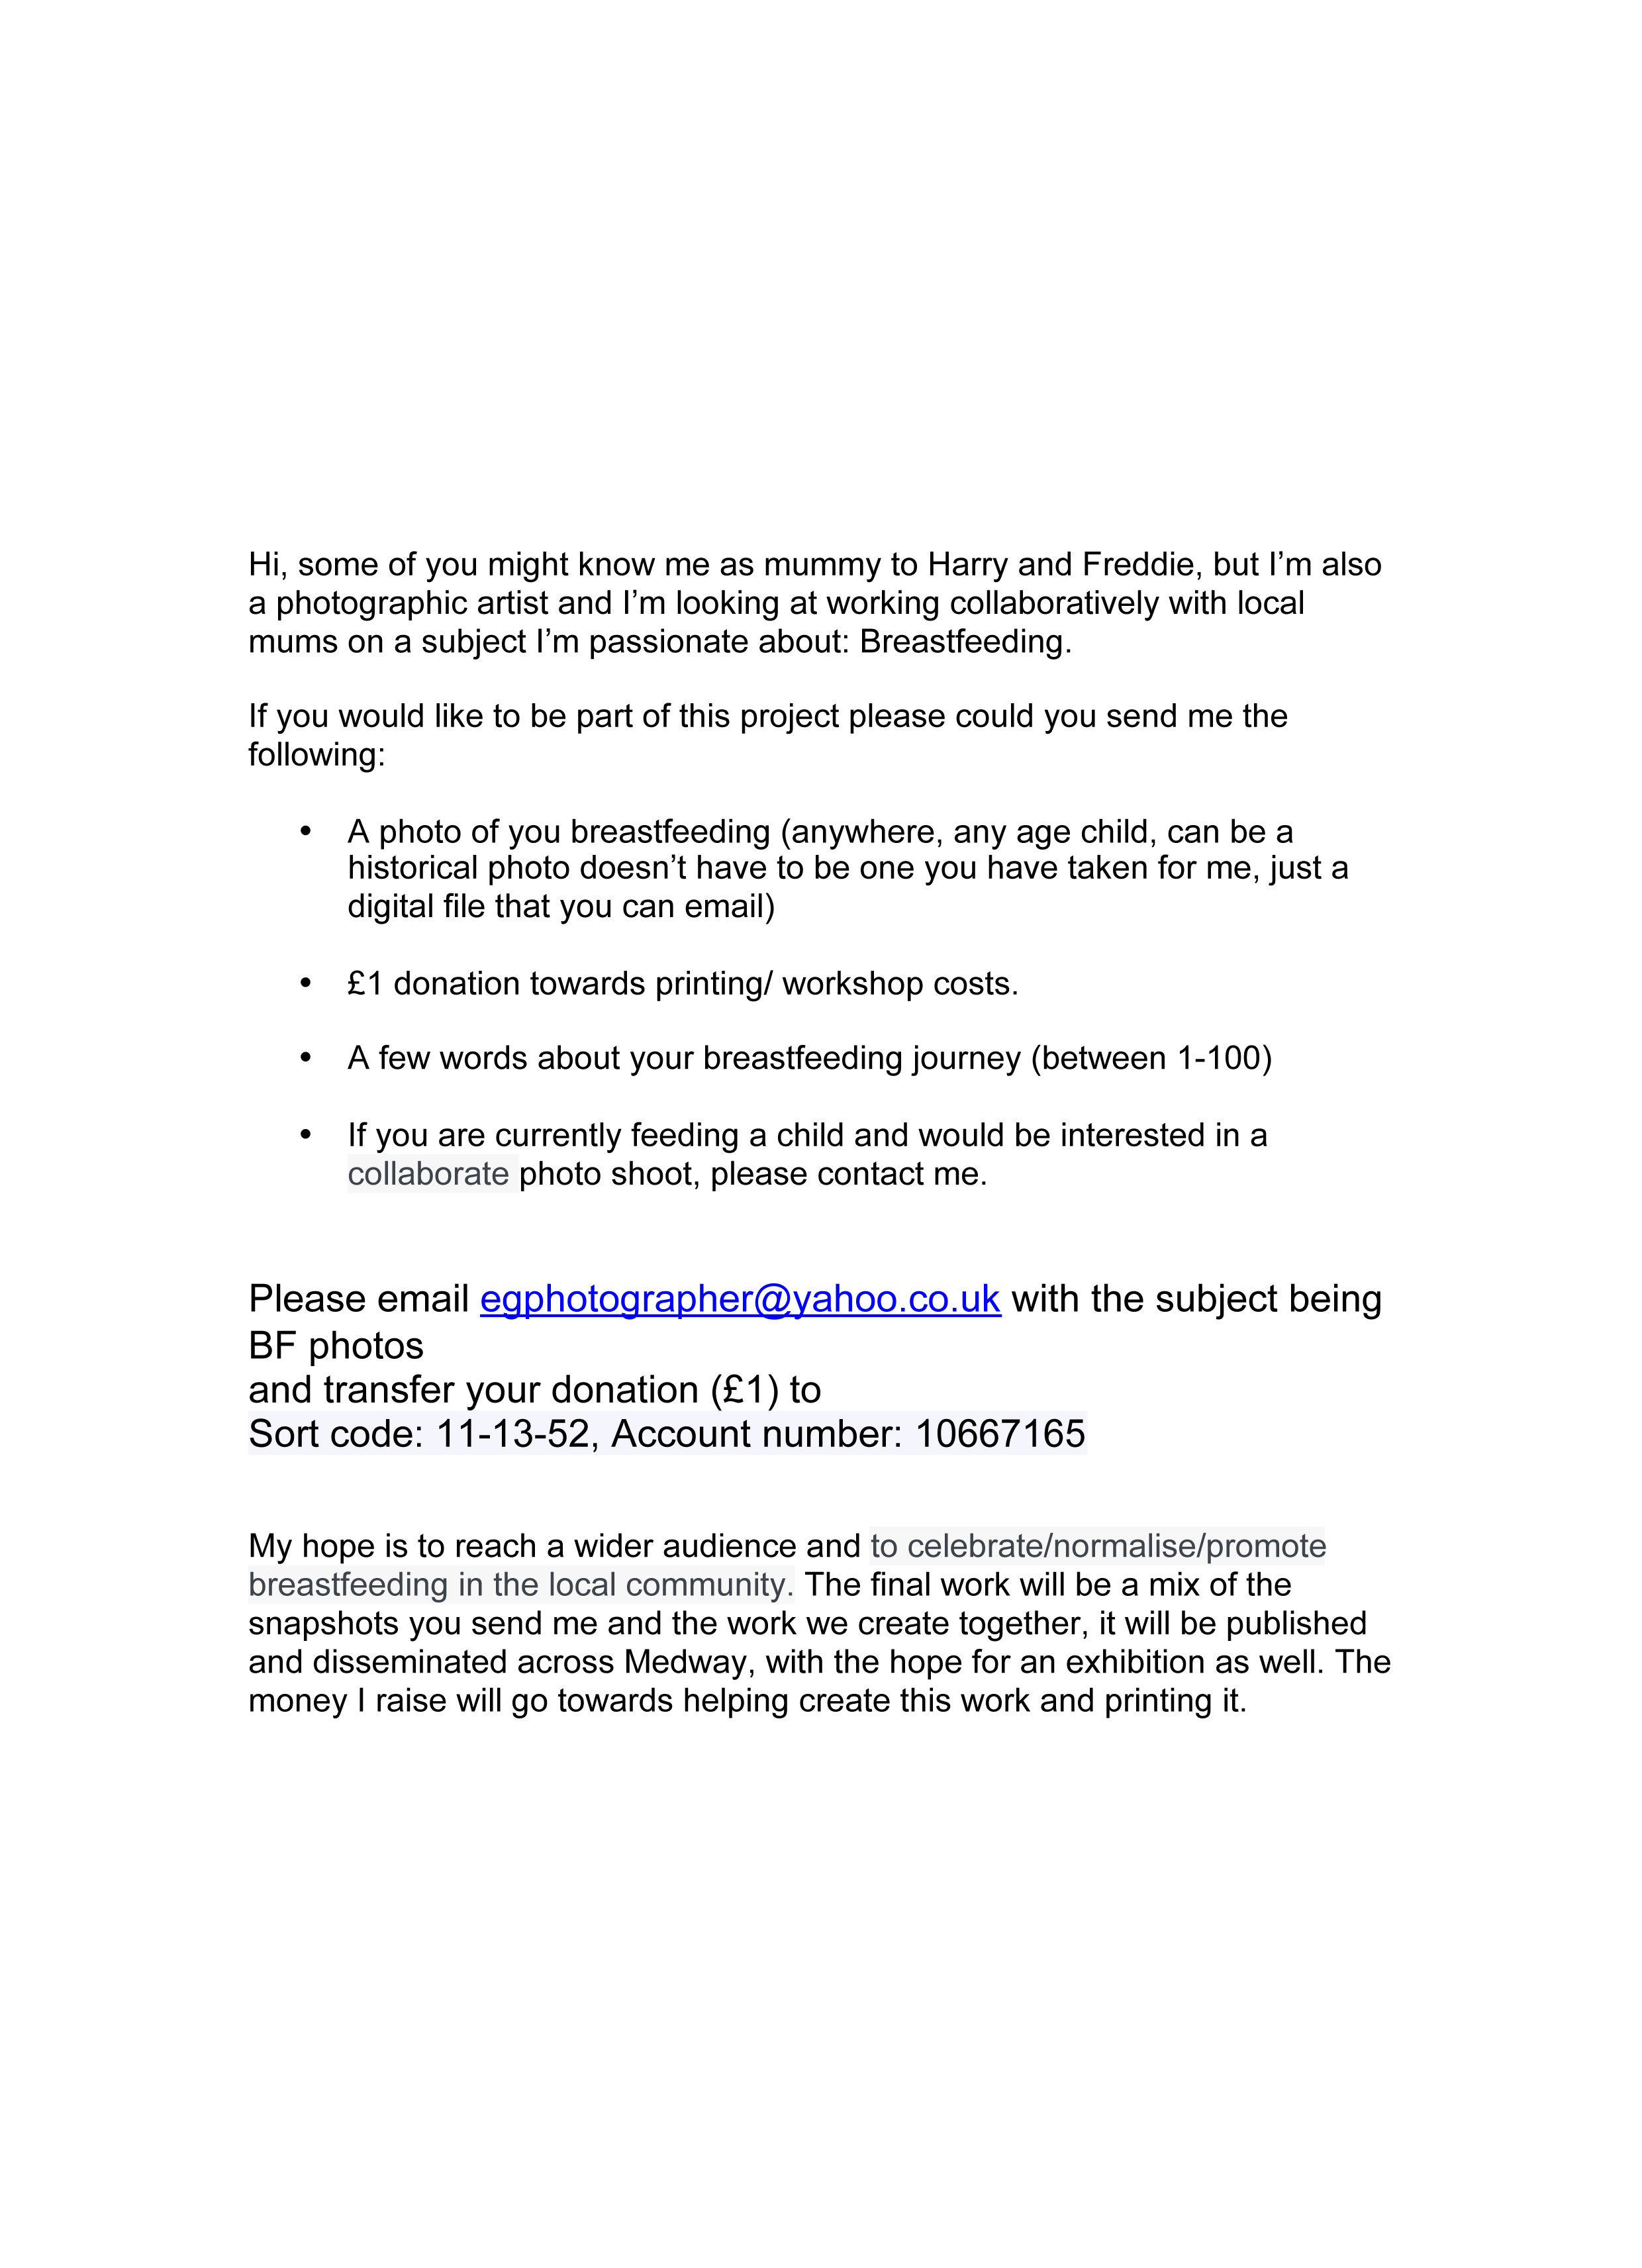 Hi, some of you might know me as mummy to Harry and Freddie, but I’m also
a photographic artist and I’m looking at working collaboratively with local
mums on a subject I’m passionate about: Breastfeeding.
If you would like to be part of this project please could you send me the
following:
• A photo of you breastfeeding (anywhere, any age child, can be a
historical photo doesn’t have to be one you have taken for me, just a
digital file that you can email)
• £1 donation towards printing/ workshop costs.
• A few words about your breastfeeding journey (between 1-100)
• If you are currently feeding a child and would be interested in a
collaborate photo shoot, please contact me.
Please email egphotographer@yahoo.co.uk with the subject being
BF photos
and transfer your donation (£1) to
Sort code: 11-13-52, Account number: 10667165
My hope is to reach a wider audience and to celebrate/normalise/promote
breastfeeding in the local community. The final work will be a mix of the
snapshots you send me and the work we create together, it will be published
and disseminated across Medway, with the hope for an exhibition as well. The
money I raise will go towards helping create this work and printing it.